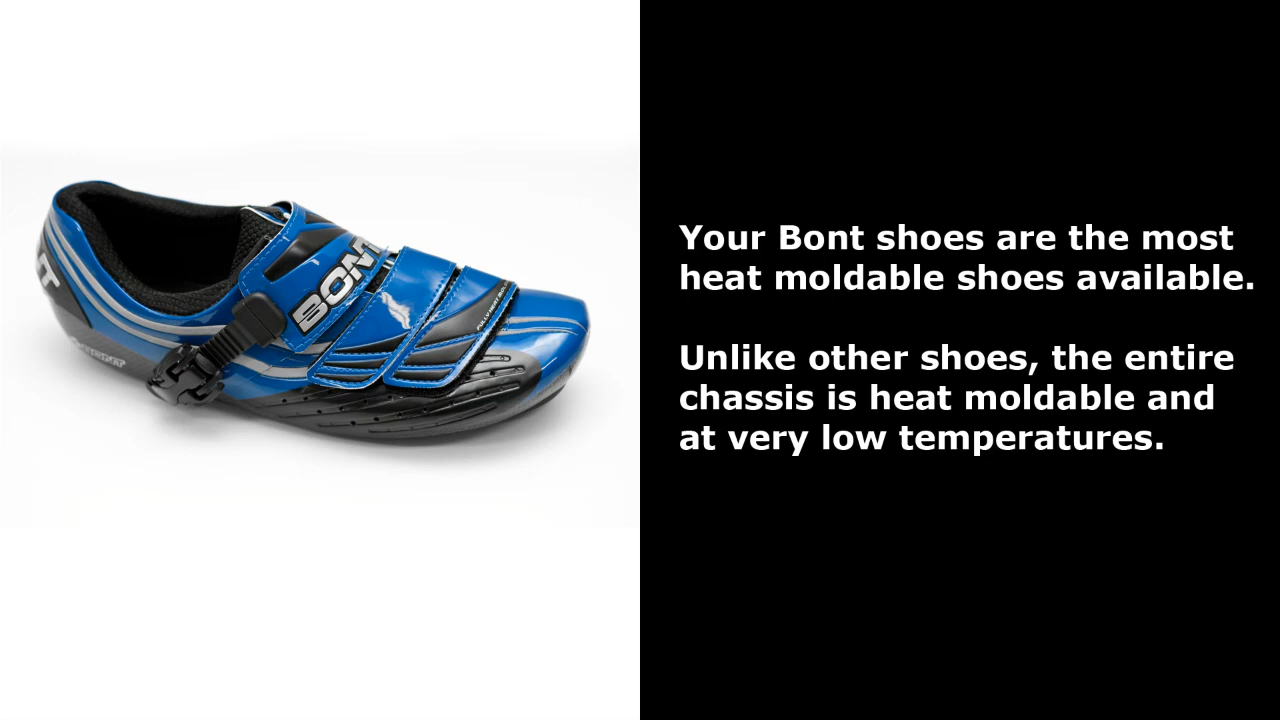 BONT
Your Bont shoes are the most
heat moldable shoes available.
Unlike other shoes, the entire
chassis is heat moldable and
at very low temperatures.